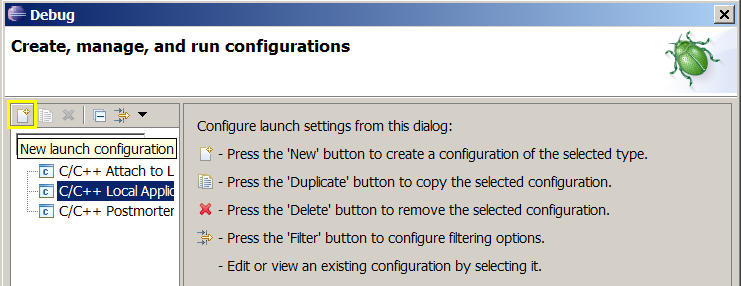 Debug
Create, manage, and run configurations
New launch configuration
C/C++ Attach to L
C/C++ Local Applic
C/C++ Postmorter
Configure launch settings from this dialog:
- Press the 'New' button to create a configuration of the selected type.
- Press the 'Duplicate' button to copy the selected configuration.
- Press the 'Delete' button to remove the selected configuration.
- Press the 'Filter' button to configure filtering options.
- Edit or view an existing configuration by selecting it.